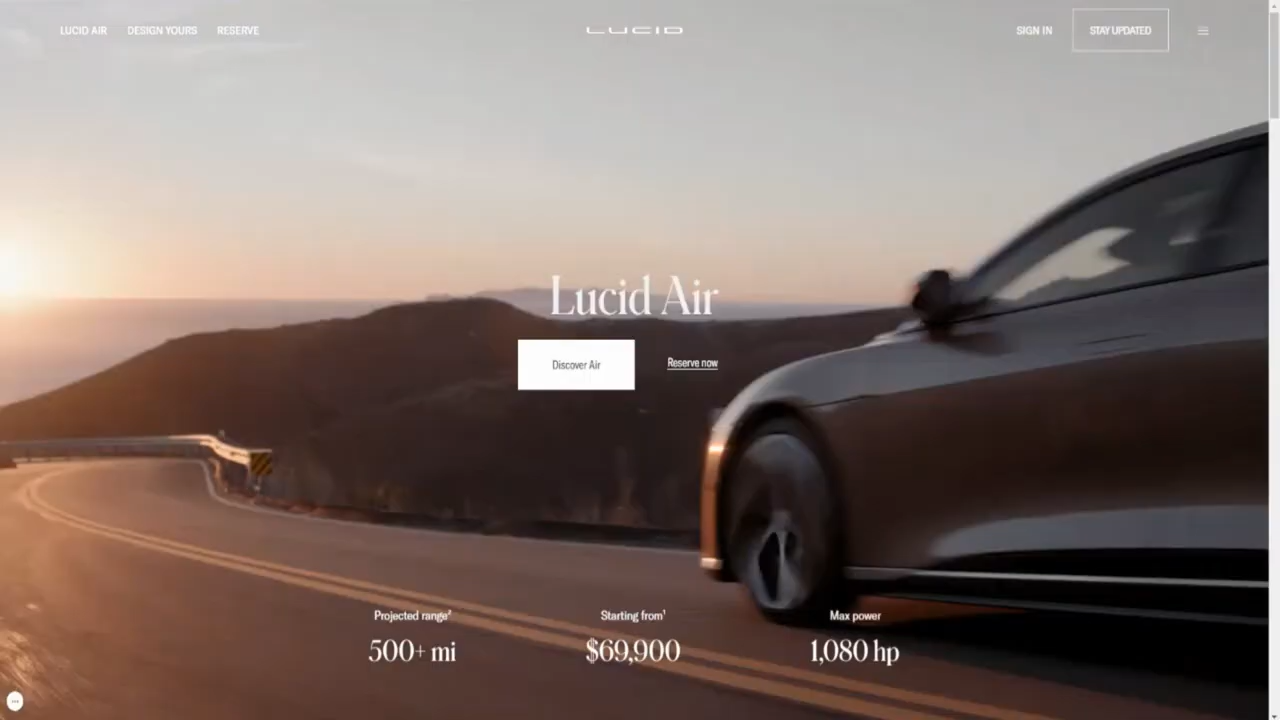 LUCID AIR DESIGN YOURS RESERVE LUCID SIGN IN STAY UPDATED
Lucid Air
Discover Air Reserve now
Projected range² Starting from¹ Max power
500+ mi $69,900 1,080 hp